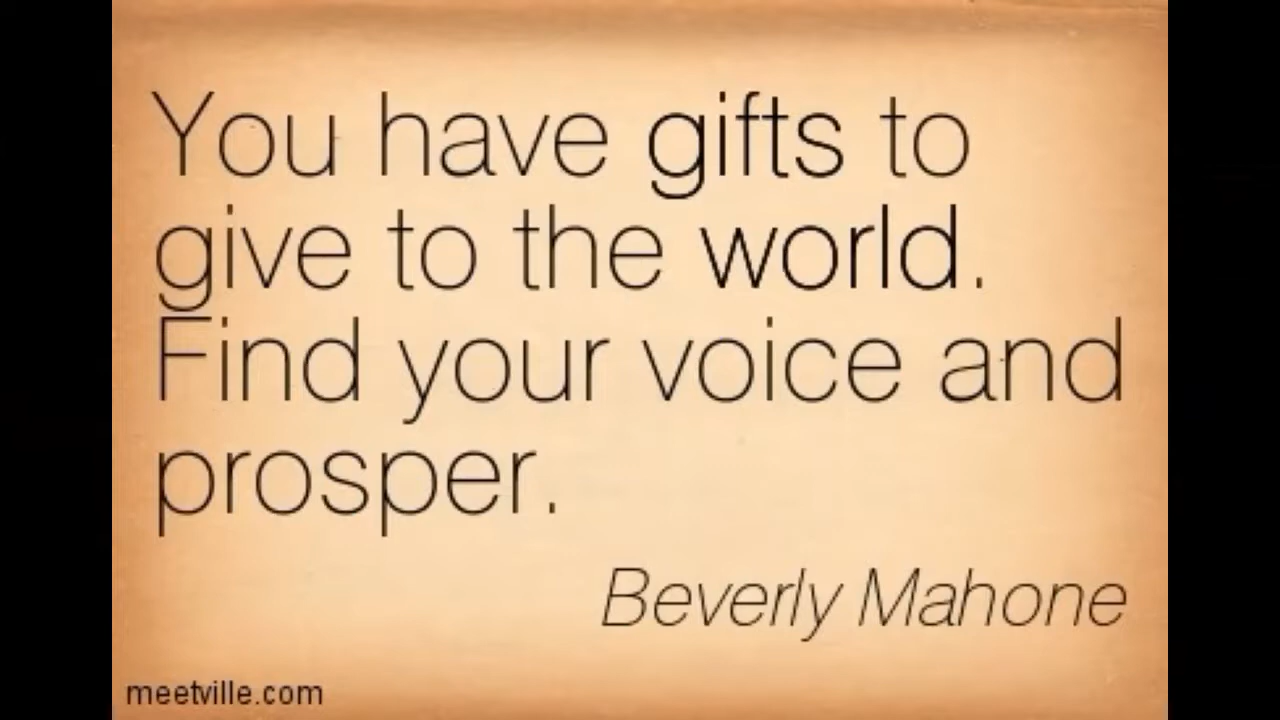 You have gifts to
give to the world.
Find your voice and
prosper.
Beverly Mahone
meetville.com